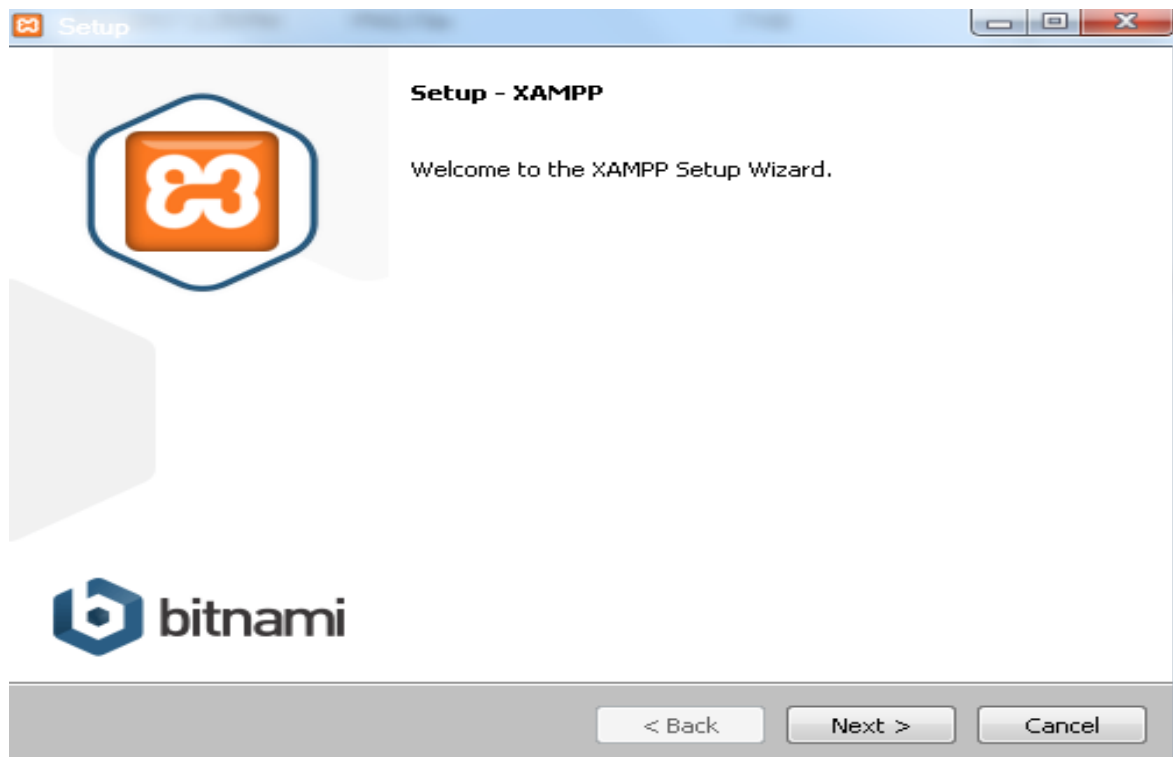 Setup
Setup - XAMPP
Welcome to the XAMPP Setup Wizard.
bitnami
< Back
Next >
Cancel